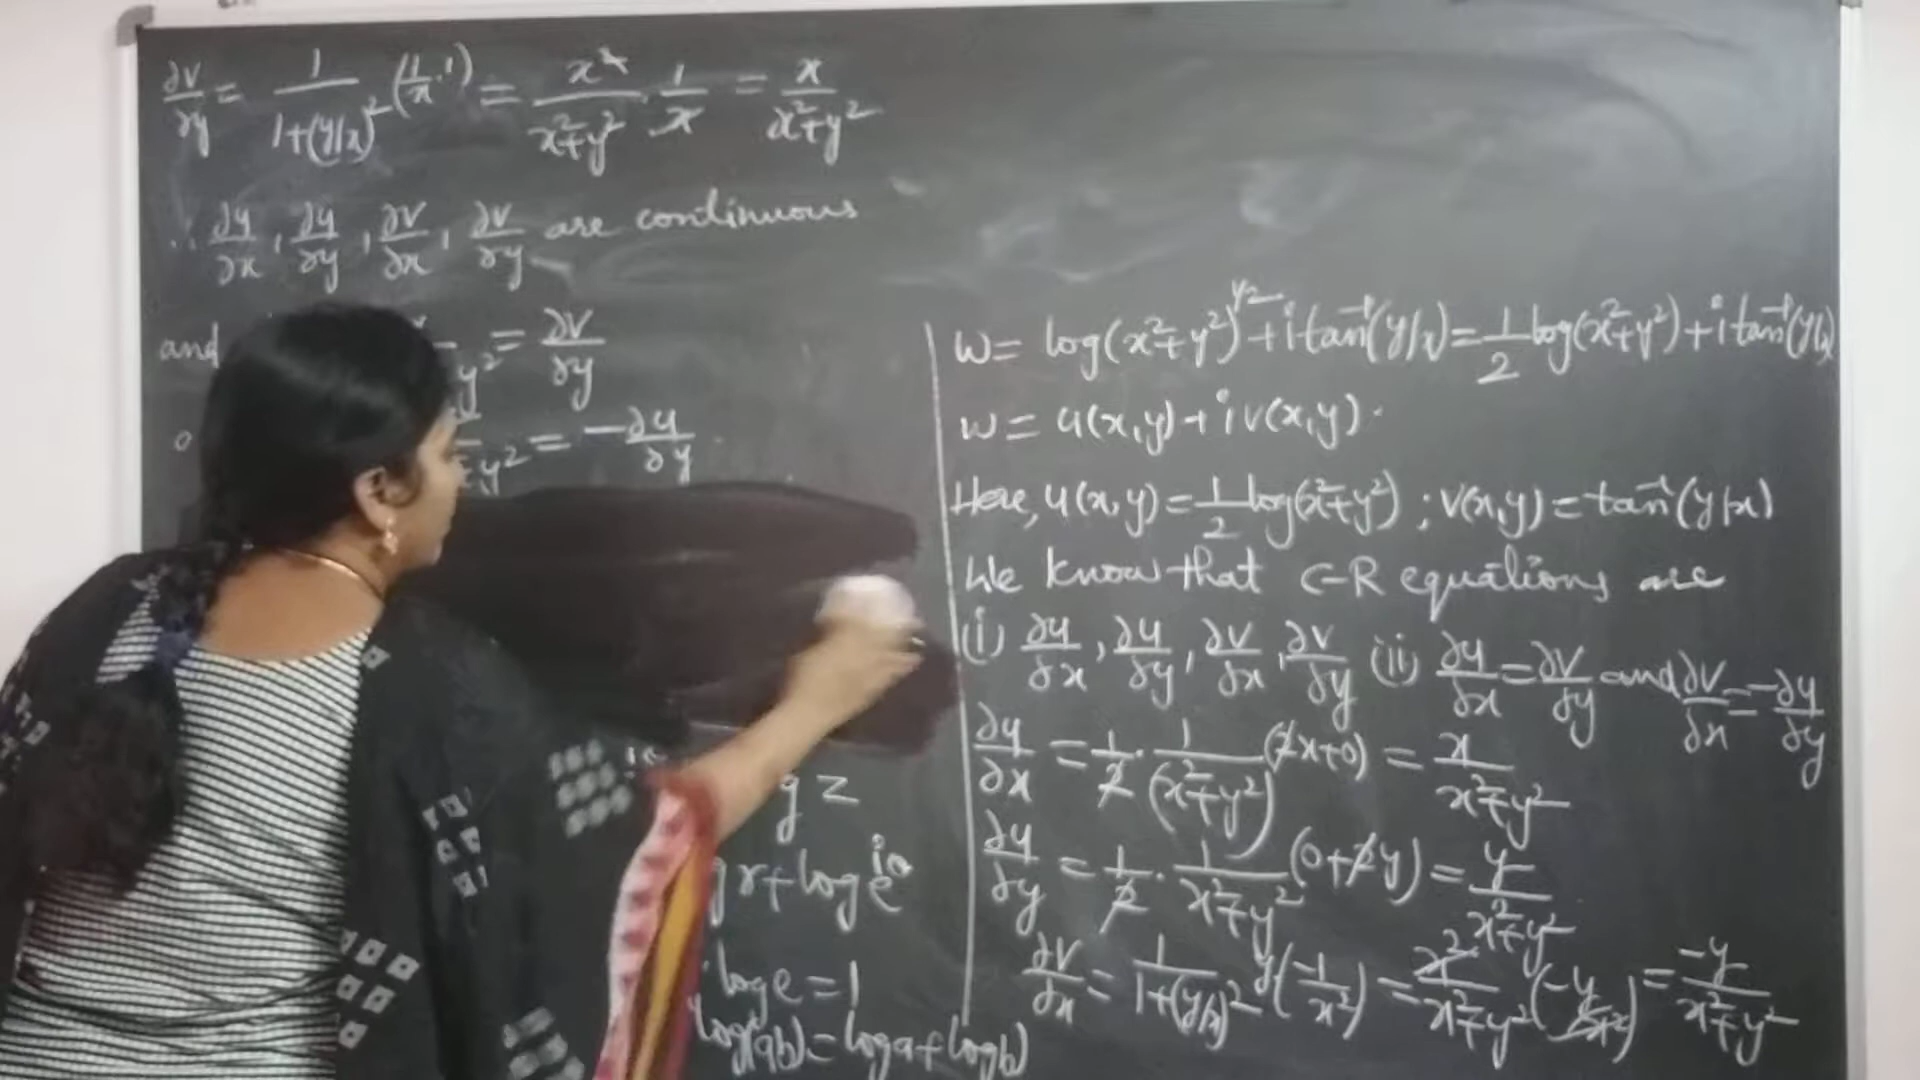 ∂v/∂y = 1/(1+(y/x)²) (1/x · 1) = x²/(x²+y²) · 1/x = x/(x²+y²)
∴ ∂u/∂x, ∂u/∂y, ∂v/∂x, ∂v/∂y are continuous
and y² = ∂v/∂y
+y² = -∂u/∂y
g z
g r + log e^(iθ)
log e = 1
log(ab) = log a + log b)
w = log(x²+y²)^(1/2) + i tan⁻¹(y/x) = 1/2 log(x²+y²) + i tan⁻¹(y/x)
w = u(x,y) + i v(x,y).
Here, u(x,y) = 1/2 log(x²+y²) ; v(x,y) = tan⁻¹(y/x)
We know that C-R equations are
(i) ∂u/∂x, ∂u/∂y, ∂v/∂x, ∂v/∂y (ii) ∂u/∂x = ∂v/∂y and ∂v/∂x = -∂u/∂y
∂u/∂x = 1/2 · 1/(x²+y²) (2x+0) = x/(x²+y²)
∂u/∂y = 1/2 · 1/(x²+y²) (0+2y) = y/(x²+y²)
∂v/∂x = 1/(1+(y/x)²) y(-1/x²) = x²/(x²+y²) (-y/x²) = -y/(x²+y²)